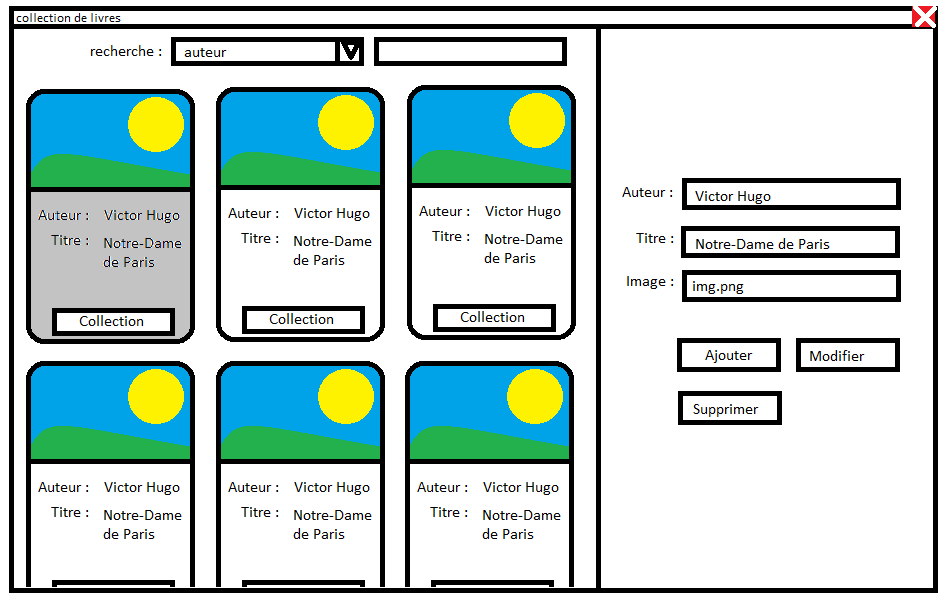 collection de livres
recherche : auteur
Auteur : Victor Hugo
Titre : Notre-Dame
de Paris
Collection
Auteur : Victor Hugo
Titre : Notre-Dame
de Paris
Collection
Auteur : Victor Hugo
Titre : Notre-Dame
de Paris
Collection
Auteur : Victor Hugo
Titre : Notre-Dame
de Paris
Auteur : Victor Hugo
Titre : Notre-Dame
de Paris
Auteur : Victor Hugo
Titre : Notre-Dame
de Paris
Auteur : Victor Hugo
Titre : Notre-Dame de Paris
Image : img.png
Ajouter Modifier
Supprimer